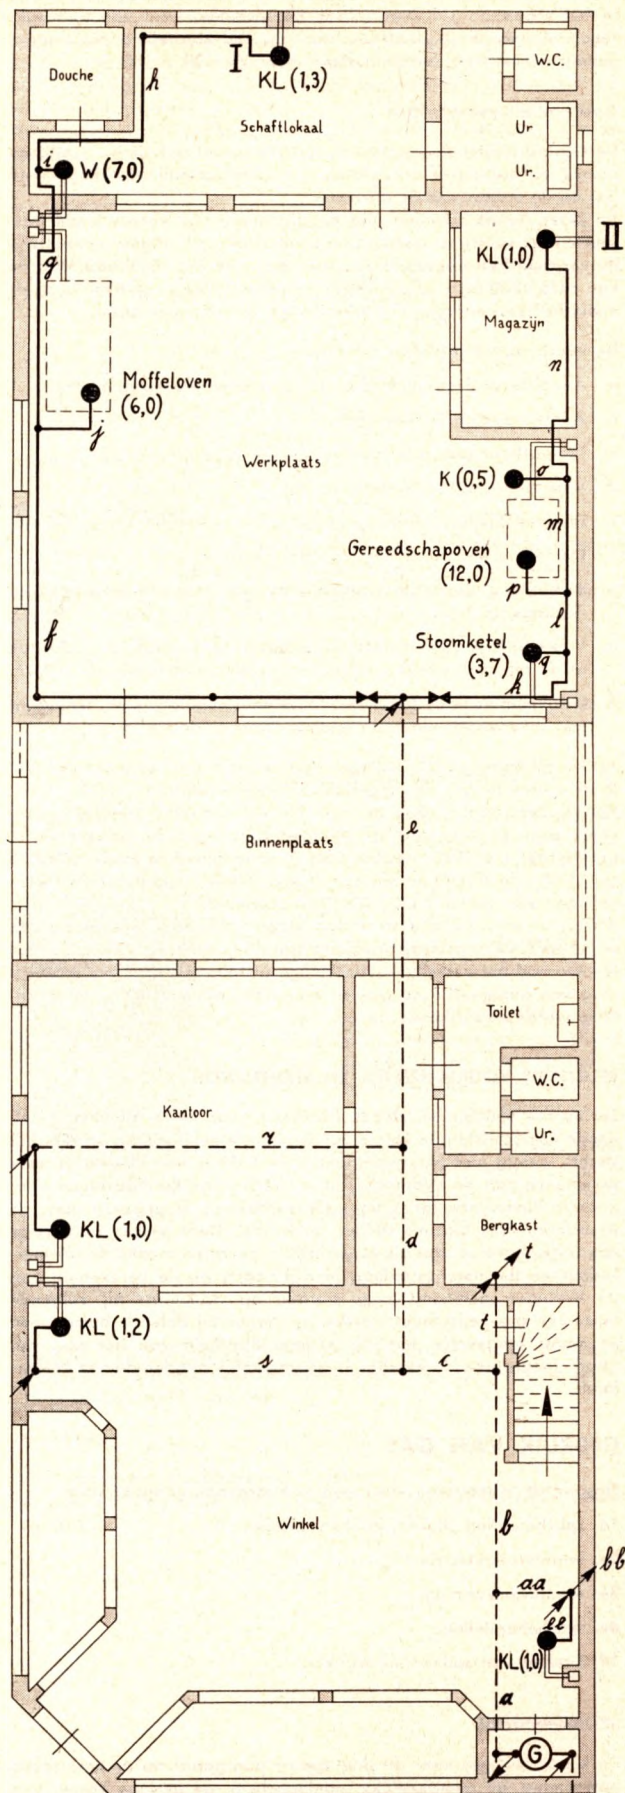 I
KL (1,3)
h
Douche
W.C.
Schaftlokaal
Ur
Ur.
i
W (7,0)
II
KL (1,0)
g
Magazijn
n
Moffeloven
(6,0)
j
Werkplaats
o
K (0,5)
m
Gereedschapoven
(12,0)
p
l
f
Stoomketel
(3,7)
q
k
e
Binnenplaats
Toilet
W.C.
Kantoor
Ur.
r
KL (1,0)
d
Bergkast
t
KL (1,2)
t
s
c
Winkel
b
bb
aa
ee
KL (1,0)
a
G